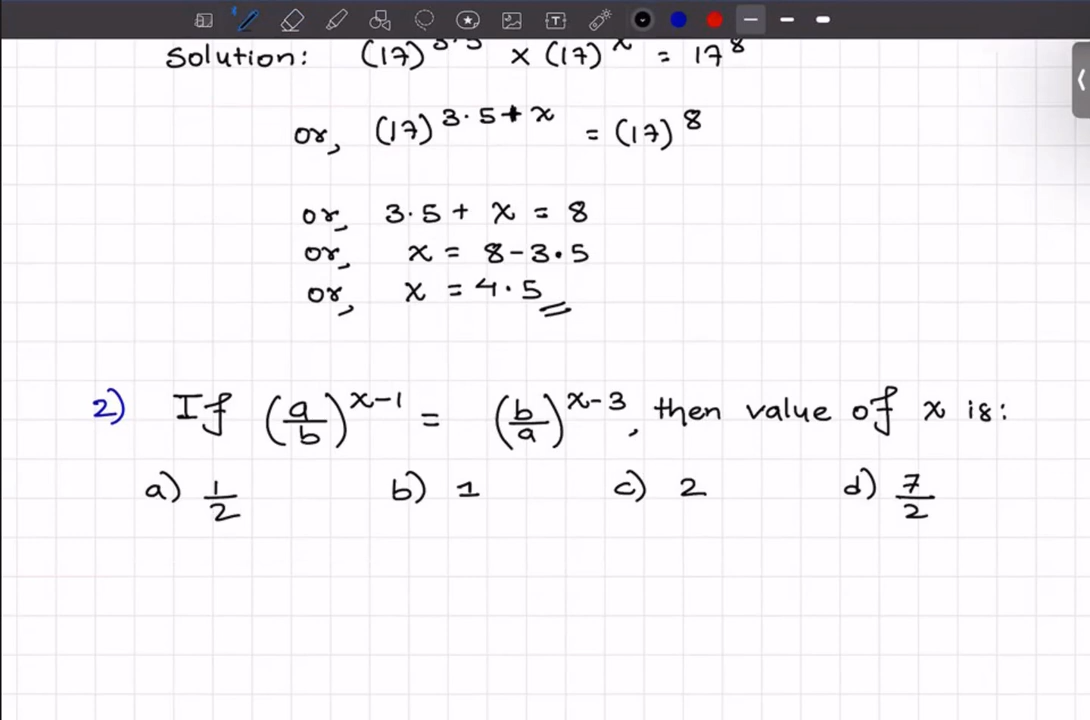 Solution: (17)^3.5 × (17)^x = 17^8
or, (17)^3.5+x = (17)^8
or, 3.5 + x = 8
or, x = 8 - 3.5
or, x = 4.5
2) If (a/b)^x-1 = (b/a)^x-3, then value of x is:
a) 1/2 b) 1 c) 2 d) 7/2